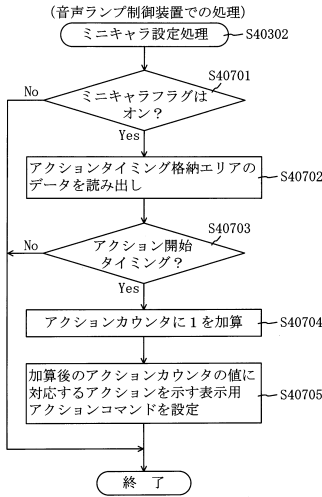 (音声ランプ制御装置での処理)
ミニキャラ設定処理
S40302
S40701
No
ミニキャラフラグは
オン?
Yes
アクションタイミング格納エリアの
データを読み出し
S40702
S40703
No
アクション開始
タイミング?
Yes
アクションカウンタに1を加算
S40704
加算後のアクションカウンタの値に
対応するアクションを示す表示用
アクションコマンドを設定
S40705
終 了